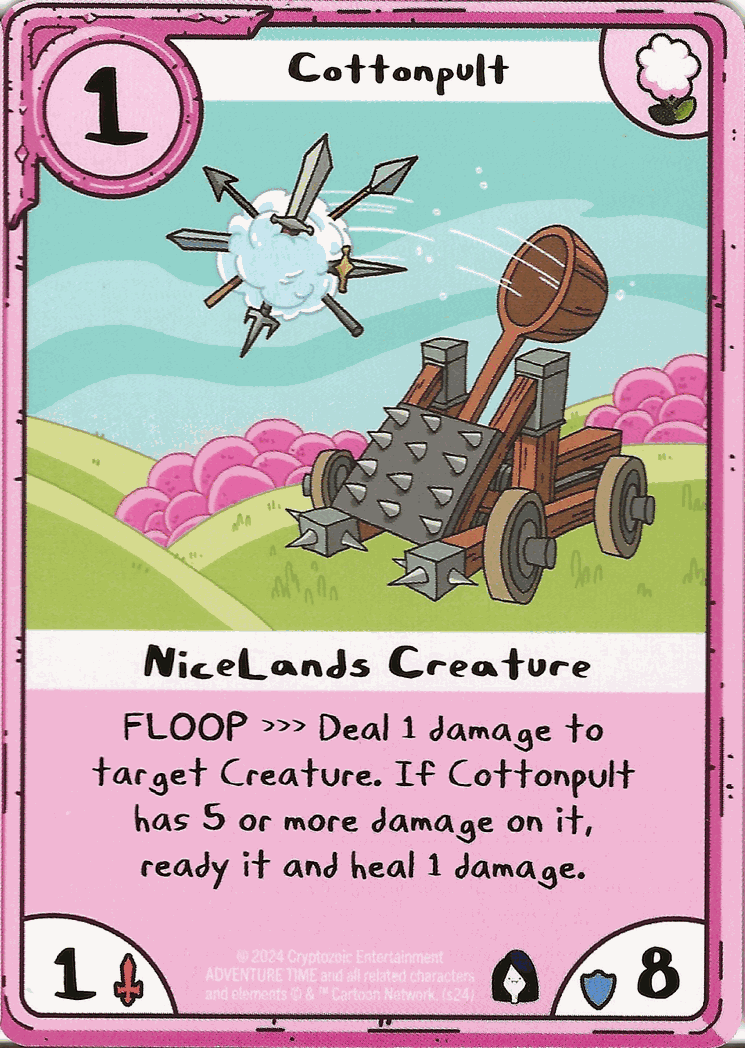 1
Cottonpult
NiceLands Creature
FLOOP >>> Deal 1 damage to
target Creature. If Cottonpult
has 5 or more damage on it,
ready it and heal 1 damage.
1
© 2024 Cryptozoic Entertainment
ADVENTURE TIME and all related characters
and elements © & ™ Cartoon Network. (s24)
8